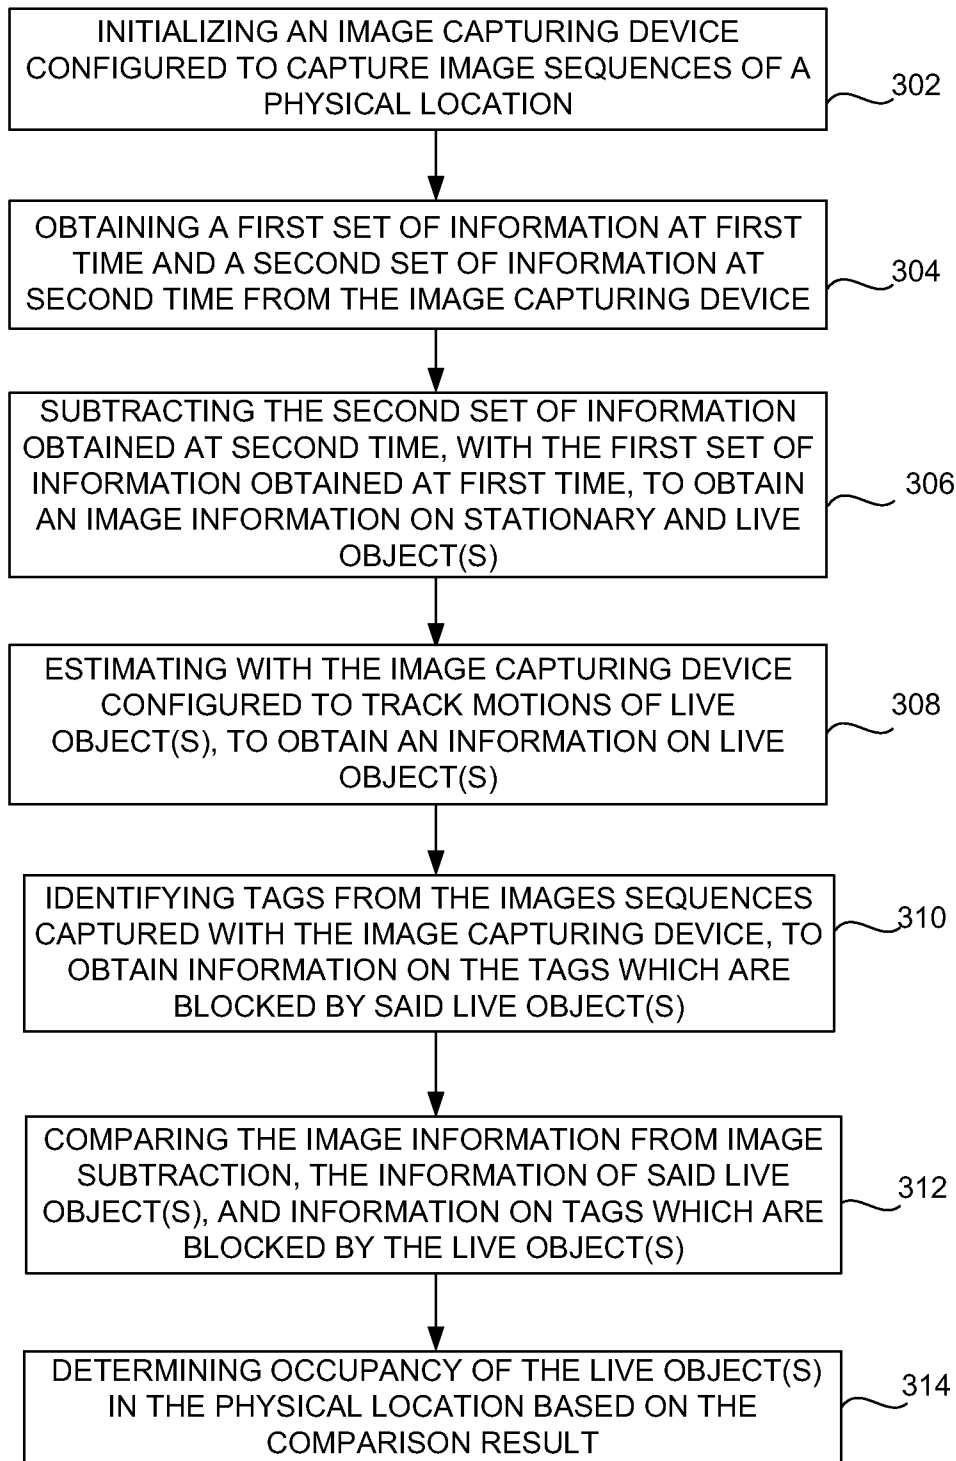 INITIALIZING AN IMAGE CAPTURING DEVICE
CONFIGURED TO CAPTURE IMAGE SEQUENCES OF A
PHYSICAL LOCATION
302
OBTAINING A FIRST SET OF INFORMATION AT FIRST
TIME AND A SECOND SET OF INFORMATION AT
SECOND TIME FROM THE IMAGE CAPTURING DEVICE
304
SUBTRACTING THE SECOND SET OF INFORMATION
OBTAINED AT SECOND TIME, WITH THE FIRST SET OF
INFORMATION OBTAINED AT FIRST TIME, TO OBTAIN
AN IMAGE INFORMATION ON STATIONARY AND LIVE
OBJECT(S)
306
ESTIMATING WITH THE IMAGE CAPTURING DEVICE
CONFIGURED TO TRACK MOTIONS OF LIVE
OBJECT(S), TO OBTAIN AN INFORMATION ON LIVE
OBJECT(S)
308
IDENTIFYING TAGS FROM THE IMAGES SEQUENCES
CAPTURED WITH THE IMAGE CAPTURING DEVICE, TO
OBTAIN INFORMATION ON THE TAGS WHICH ARE
BLOCKED BY SAID LIVE OBJECT(S)
310
COMPARING THE IMAGE INFORMATION FROM IMAGE
SUBTRACTION, THE INFORMATION OF SAID LIVE
OBJECT(S), AND INFORMATION ON TAGS WHICH ARE
BLOCKED BY THE LIVE OBJECT(S)
312
DETERMINING OCCUPANCY OF THE LIVE OBJECT(S)
IN THE PHYSICAL LOCATION BASED ON THE
COMPARISON RESULT
314